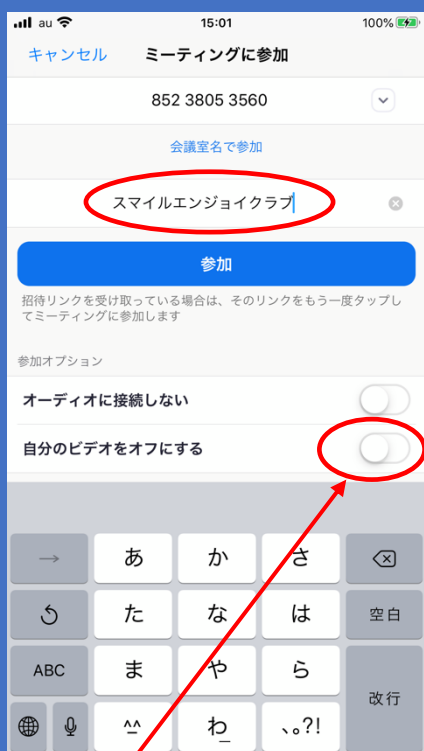 au 15:01 100%
キャンセル ミーティングに参加
852 3805 3560
会議室名で参加
スマイルエンジョイクラブ
参加
招待リンクを受け取っている場合は、そのリンクをもう一度タップし
てミーティングに参加します
参加オプション
オーディオに接続しない
自分のビデオをオフにする
→ あ か さ
た な は 空白
ABC ま や ら
改行
^^ わ_ 、。?!